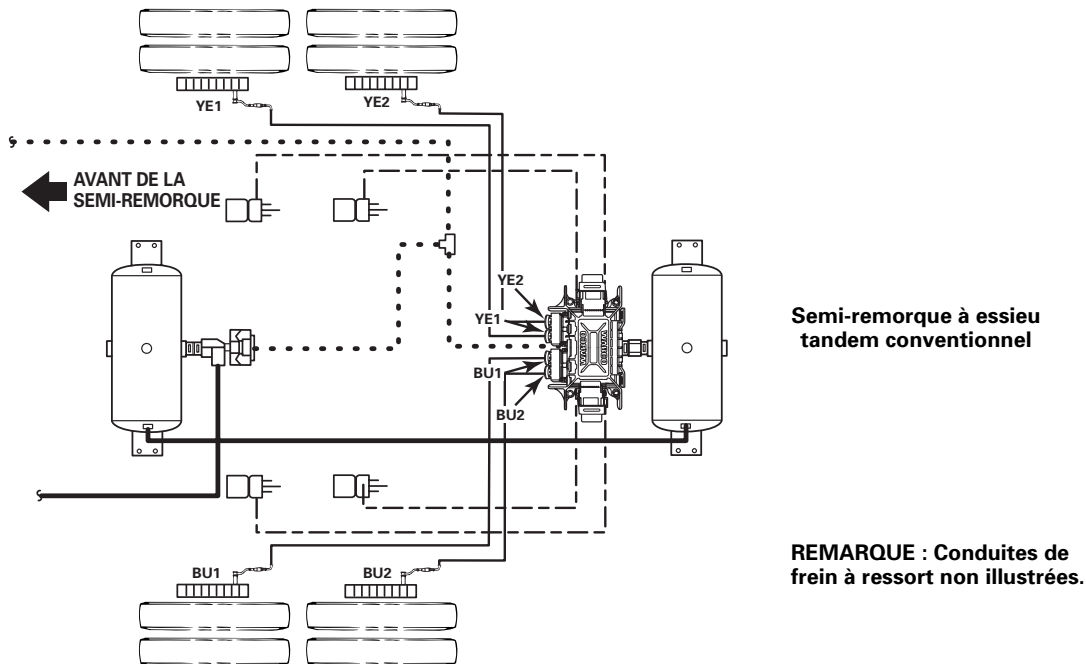 YE1
YE2
AVANT DE LA
SEMI-REMORQUE
YE2
YE1
BU1
BU2
Semi-remorque à essieu
tandem conventionnel
BU1
BU2
REMARQUE : Conduites de
frein à ressort non illustrées.